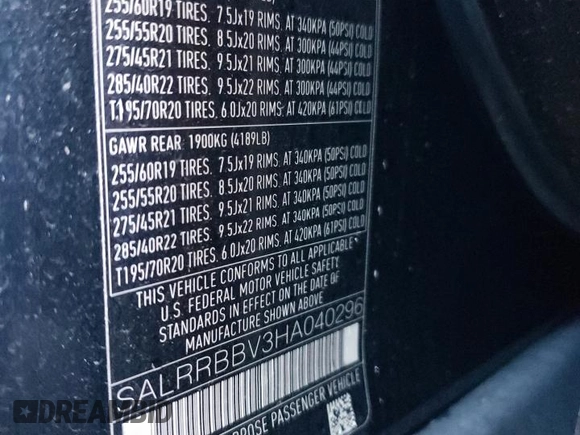 255/60R19 TIRES. 7.5Jx19 RIMS. AT 340KPA (50PSI) COLD
255/55R20 TIRES. 8.5Jx20 RIMS. AT 300KPA (44PSI) COLD
275/45R21 TIRES. 9.5Jx21 RIMS. AT 300KPA (44PSI) COLD
285/40R22 TIRES. 9.5Jx22 RIMS. AT 300KPA (44PSI) COLD
T195/70R20 TIRES. 6.0Jx20 RIMS. AT 420KPA (61PSI) COLD
GAWR REAR 1900KG (4189LB)
255/60R19 TIRES. 7.5Jx19 RIMS. AT 340KPA (50PSI) COLD
255/55R20 TIRES. 8.5Jx20 RIMS. AT 340KPA (50PSI) COLD
275/45R21 TIRES. 9.5Jx21 RIMS. AT 340KPA (50PSI) COLD
285/40R22 TIRES. 9.5Jx22 RIMS. AT 340KPA (50PSI) COLD
T195/70R20 TIRES. 6.0Jx20 RIMS. AT 420KPA (61PSI) COLD
THIS VEHICLE CONFORMS TO ALL APPLICABLE
U.S. FEDERAL MOTOR VEHICLE SAFETY
STANDARDS IN EFFECT ON THE DATE OF
MANUFACTURE SHOWN ABOVE
SALRRBBV3HA040296
PURPOSE PASSENGER VEHICLE
DREAMBID